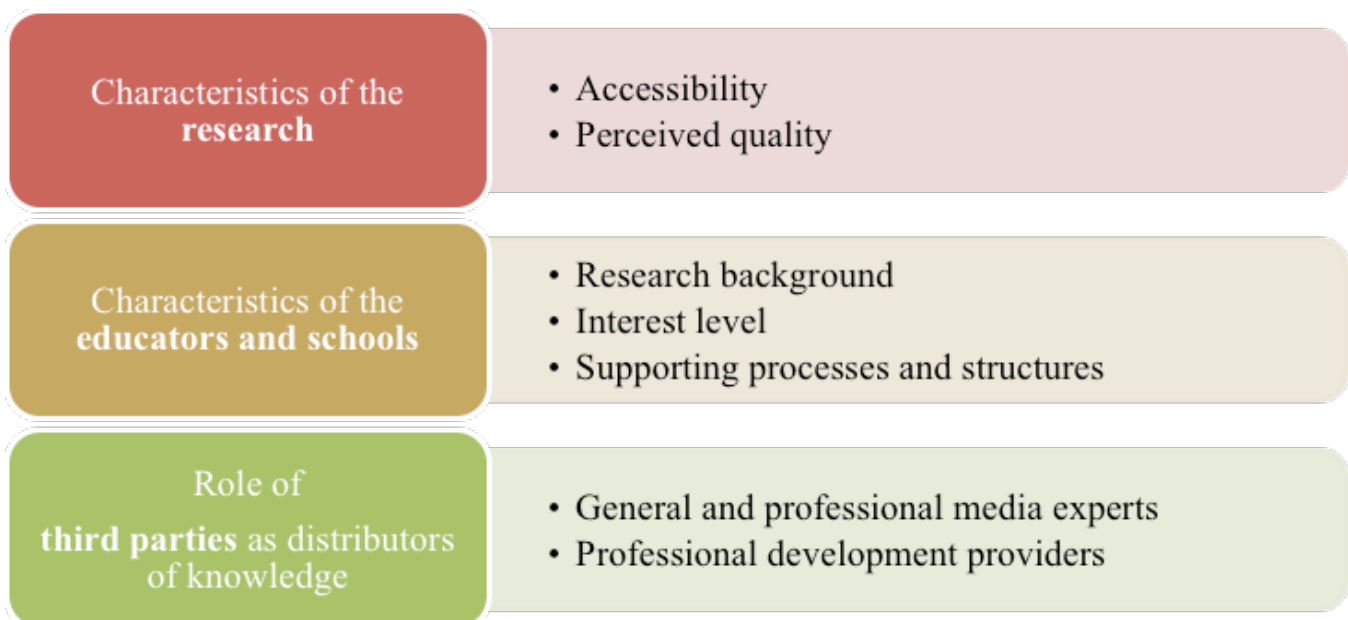 Characteristics of the
research
• Accessibility
• Perceived quality
Characteristics of the
educators and schools
• Research background
• Interest level
• Supporting processes and structures
Role of
third parties as distributors
of knowledge
• General and professional media experts
• Professional development providers